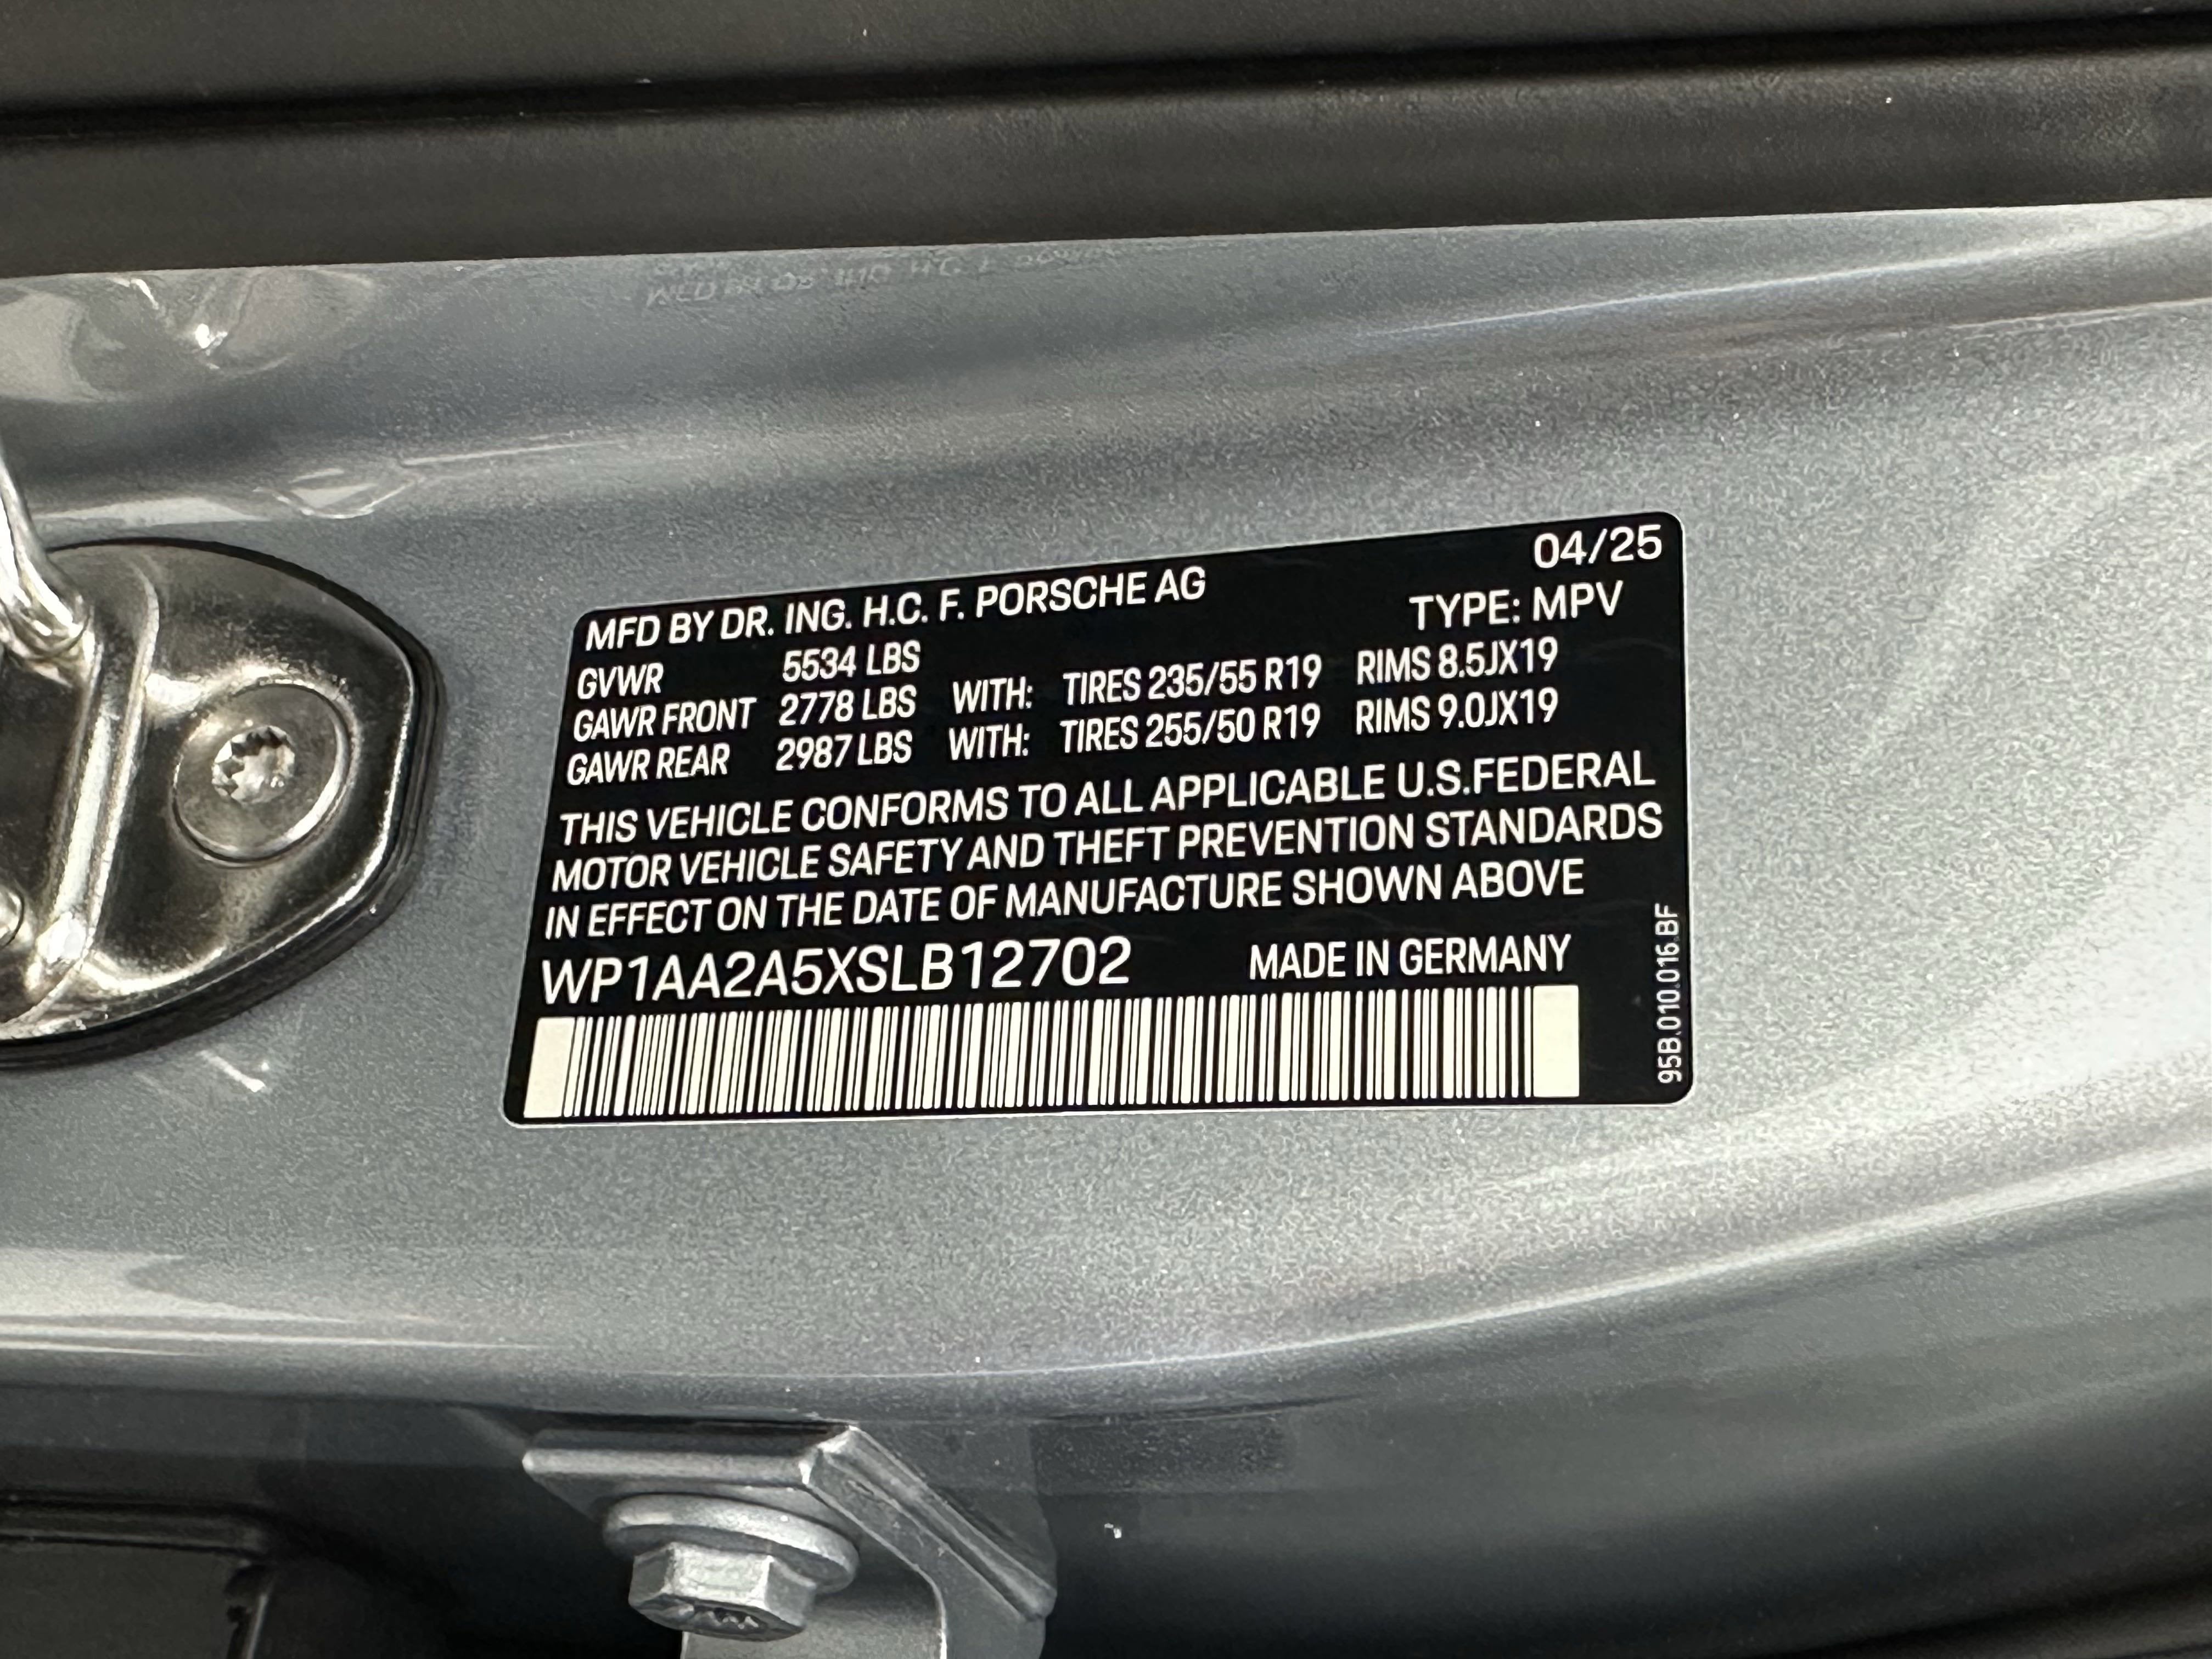 04/25
MFD BY DR. ING. H.C. F. PORSCHE AG
TYPE: MPV
GVWR 5534 LBS
GAWR FRONT 2778 LBS WITH: TIRES 235/55 R19 RIMS 8.5JX19
GAWR REAR 2987 LBS WITH: TIRES 255/50 R19 RIMS 9.0JX19
THIS VEHICLE CONFORMS TO ALL APPLICABLE U.S.FEDERAL
MOTOR VEHICLE SAFETY AND THEFT PREVENTION STANDARDS
IN EFFECT ON THE DATE OF MANUFACTURE SHOWN ABOVE
WP1AA2A5XSLB12702 MADE IN GERMANY
95B.010.016.BF